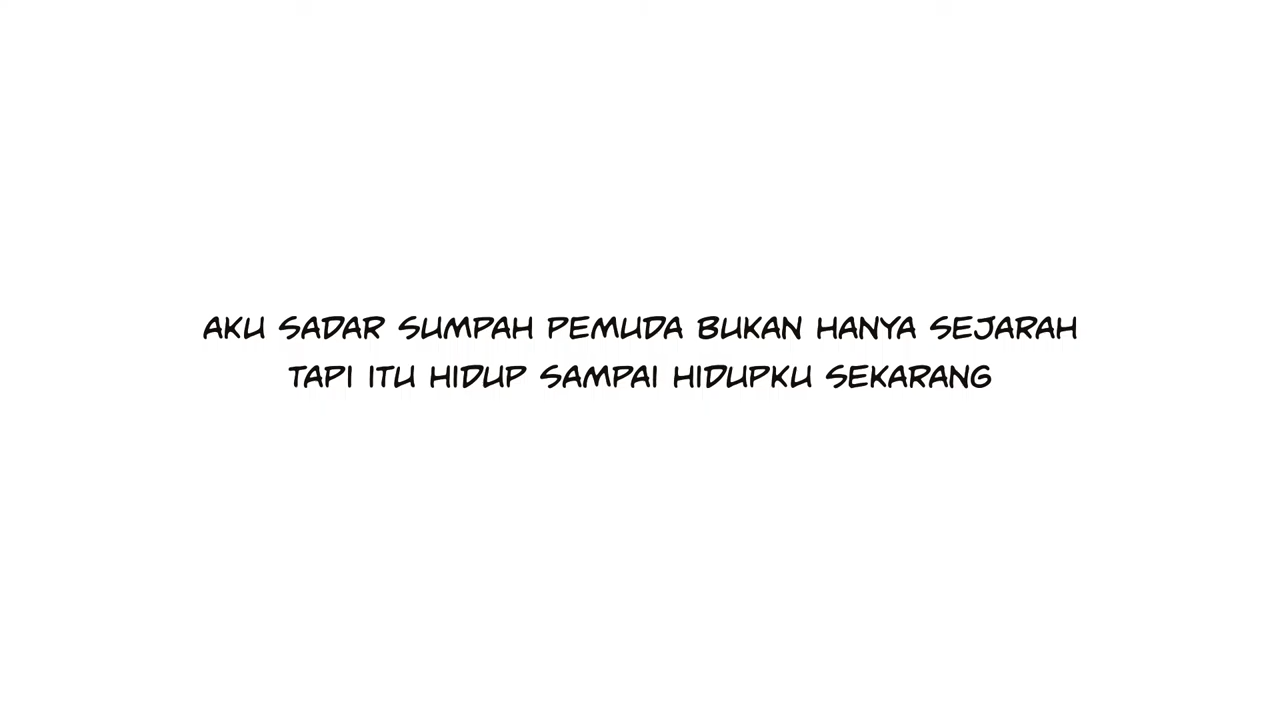 AKU SADAR SUMPAH PEMUDA BUKAN HANYA SEJARAH
TAPI ITU HIDUP SAMPAI HIDUPKU SEKARANG